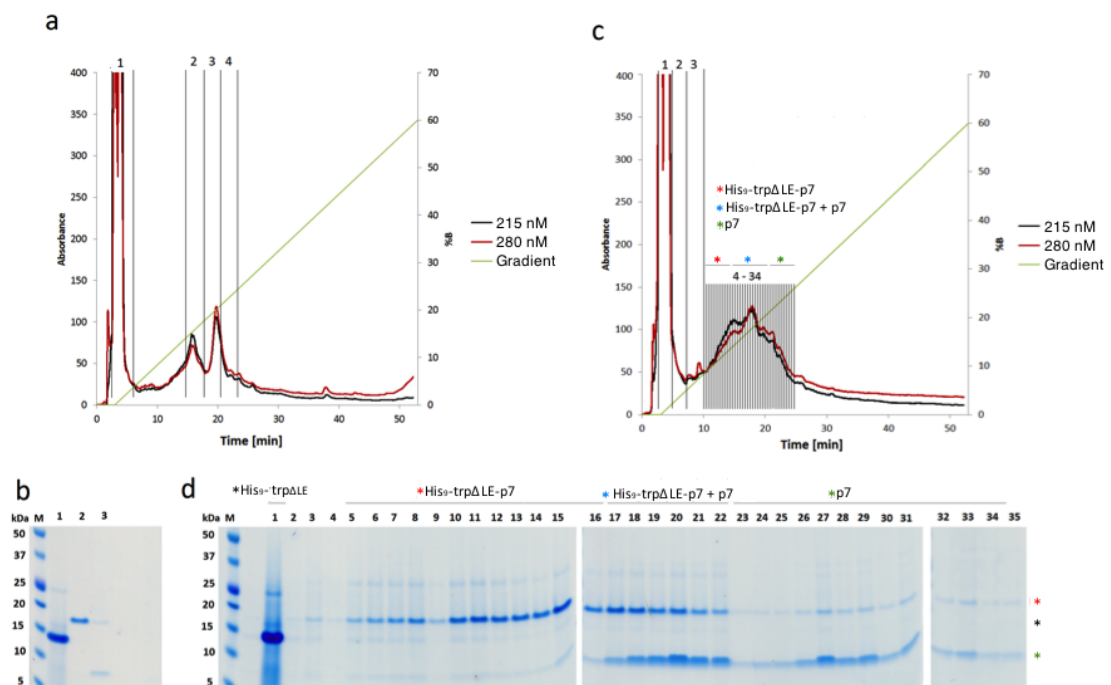 a
1 2 3 4
400
350
300
250
200
150
100
50
0
Absorbance
70
60
50
40
30
20
10
0
%B
0 10 20 30 40 50
Time [min]
215 nM
280 nM
Gradient
c
1 2 3
400
350
300
250
200
150
100
50
0
Absorbance
70
60
50
40
30
20
10
0
%B
*His₉-trpΔLE-p7
*His₉-trpΔLE-p7 + p7
*p7
* * *
4 - 34
0 10 20 30 40 50
Time [min]
215 nM
280 nM
Gradient
b
kDa M 1 2 3
50
37
25
20
15
10
5
d
*His₉-trpΔLE *His₉-trpΔLE-p7 *His₉-trpΔLE-p7 + p7 *p7
kDa M 1 2 3 4 5 6 7 8 9 10 11 12 13 14 15 16 17 18 19 20 21 22 23 24 25 26 27 28 29 30 31 32 33 34 35
50
37
25
20
15
10
5
*
*
*